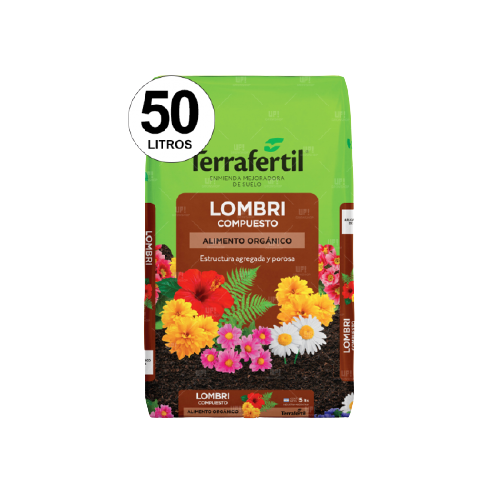 50
LITROS
Terrafertil
ENMIENDA MEJORADORA
DE SUELO
LOMBRI
COMPUESTO
ALIMENTO ORGÁNICO
Estructura agregada y porosa
LOMBRI
LOMBRI
LOMBRI
COMPUESTO
ALIMENTO ORGÁNICO
Terrafertil